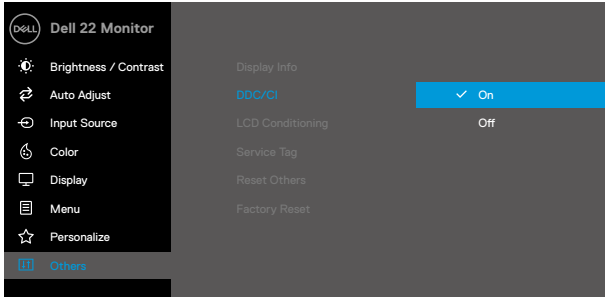 DELL
Dell 22 Monitor
Brightness / Contrast
Auto Adjust
Input Source
Color
Display
Menu
Personalize
Others
Display Info
DDC/CI
LCD Conditioning
Service Tag
Reset Others
Factory Reset
On
Off